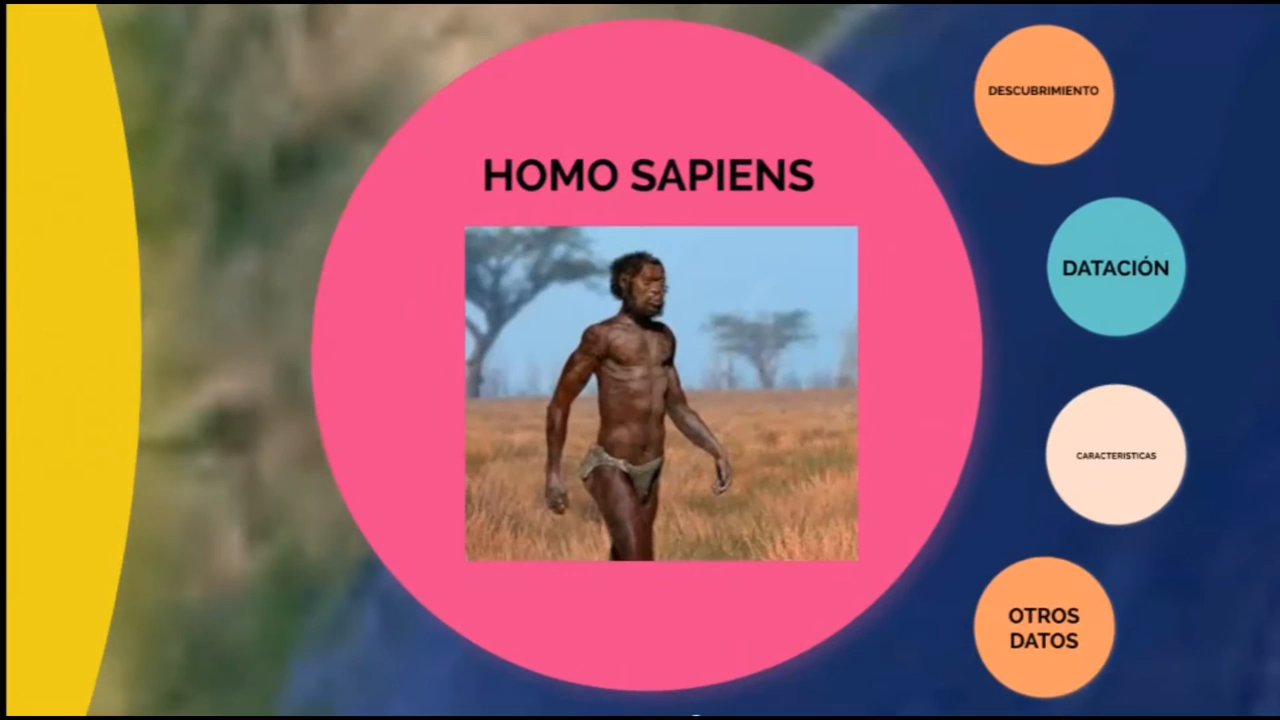 HOMO SAPIENS
DESCUBRIMIENTO
DATACIÓN
CARACTERISTICAS
OTROS
DATOS